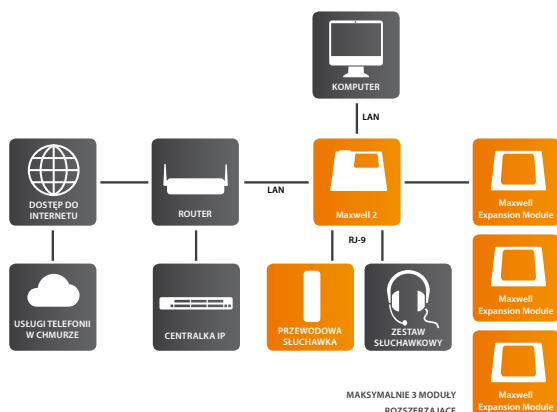 KOMPUTER
LAN
DOSTĘP DO
INTERNETU
ROUTER
LAN
Maxwell 2
Maxwell
Expansion Module
RJ-9
USŁUGI TELEFONII
W CHMURZE
CENTRALKA IP
PRZEWODOWA
SŁUCHAWKA
ZESTAW
SŁUCHAWKOWY
Maxwell
Expansion Module
MAKSYMALNIE 3 MODUŁY
ROZSZERZAJĄCE
Maxwell
Expansion Module